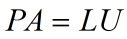 PA = LU